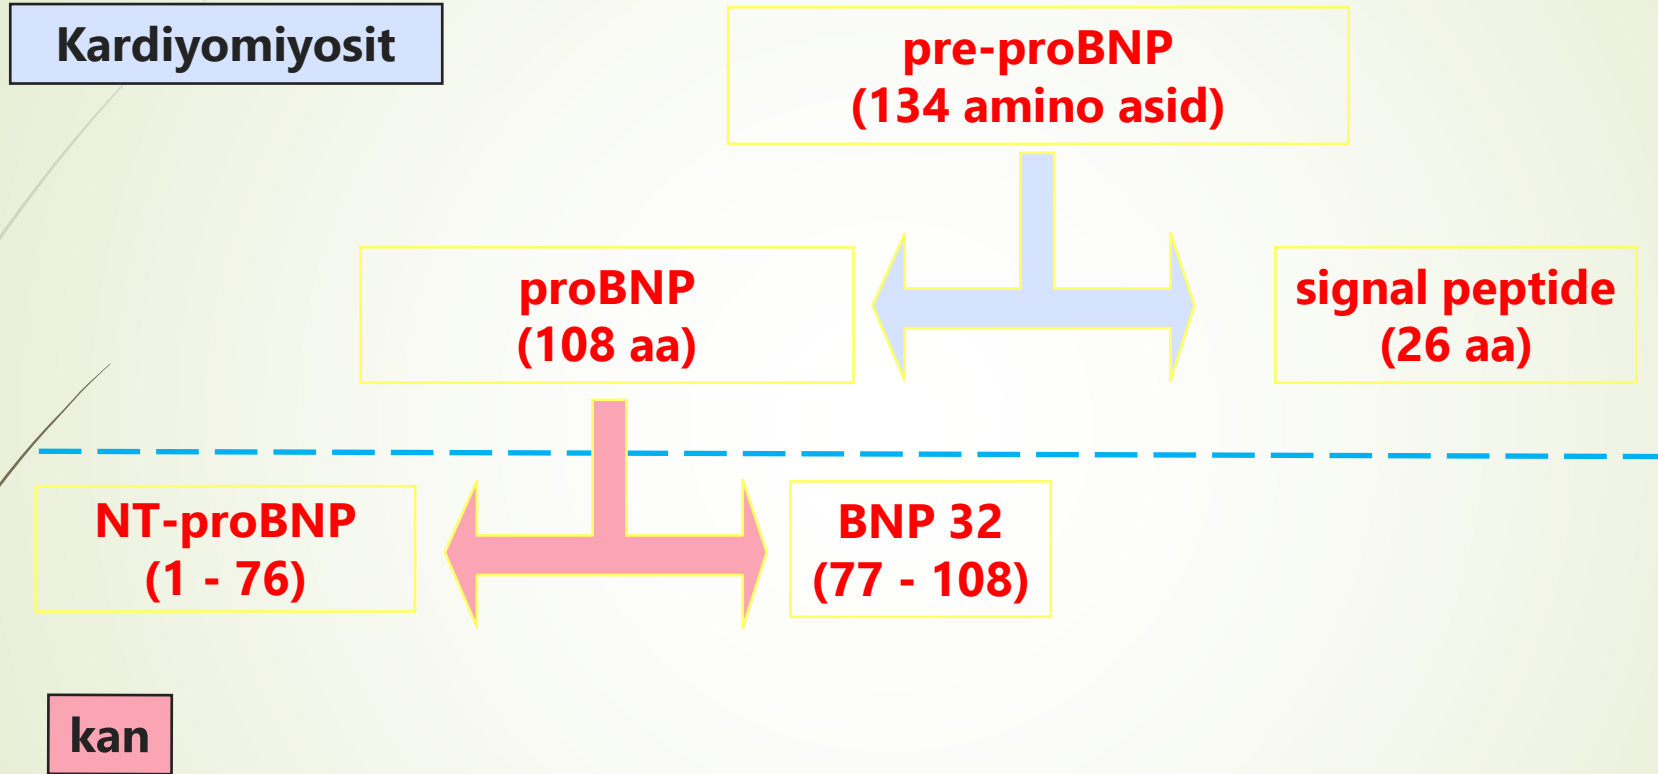 Kardiyomiyosit
pre-proBNP
(134 amino asid)
proBNP
(108 aa)
signal peptide
(26 aa)
NT-proBNP
(1 - 76)
BNP 32
(77 - 108)
kan